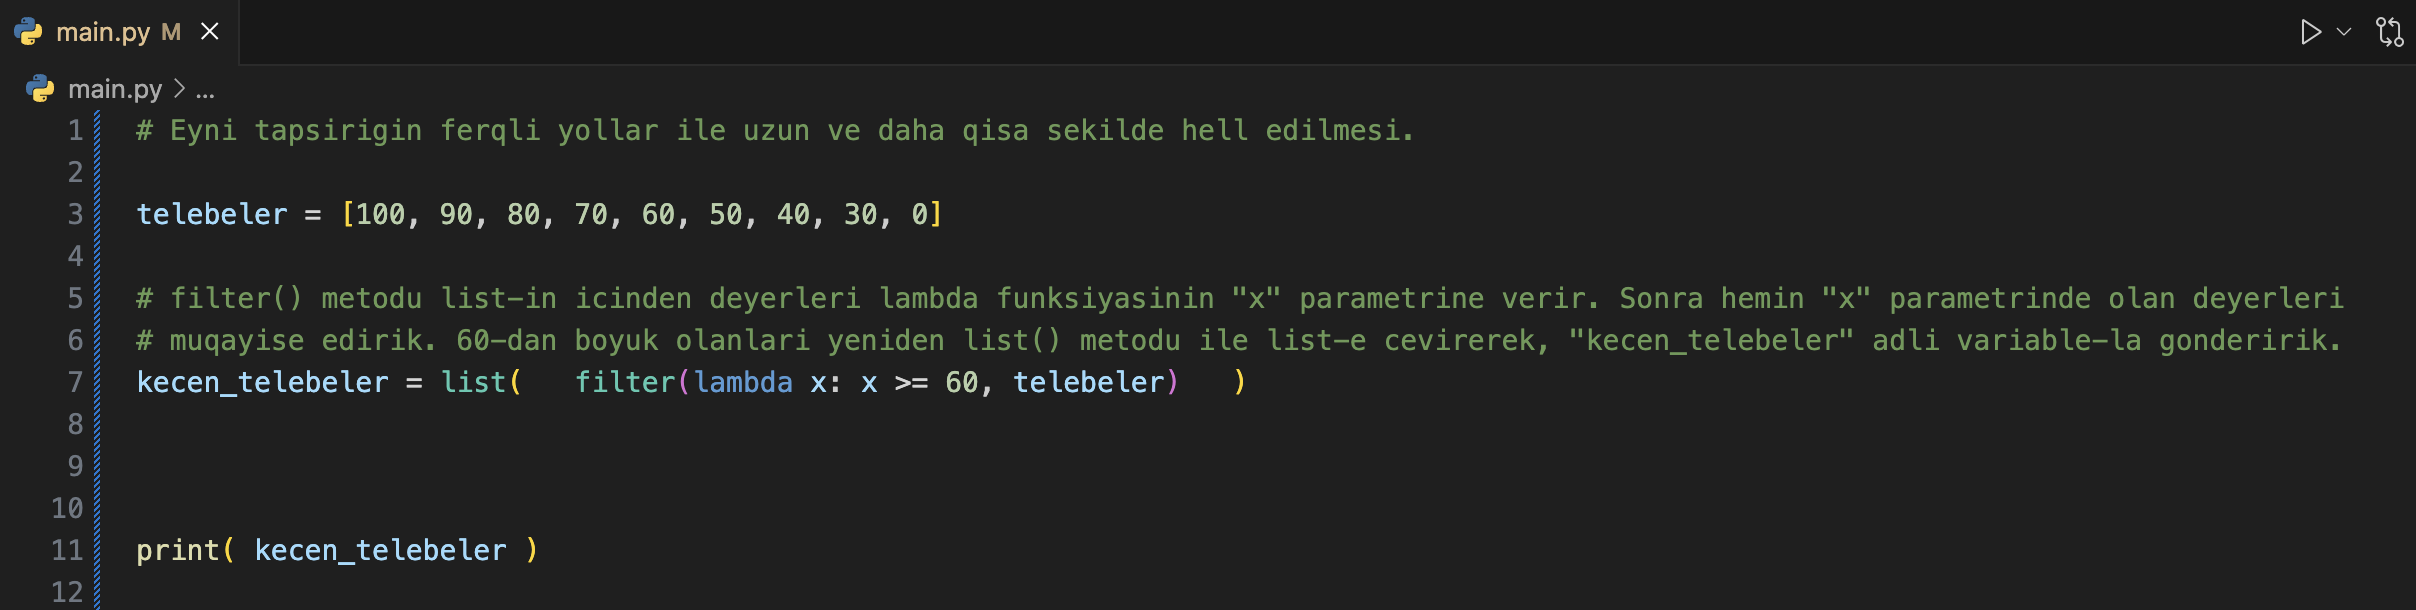 main.py M
main.py > ...
1 # Eyni tapsirigin ferqli yollar ile uzun ve daha qisa sekilde hell edilmesi.
2
3 telebeler = [100, 90, 80, 70, 60, 50, 40, 30, 0]
4
5 # filter() metodu list-in icinden deyerleri lambda funksiyasinin "x" parametrine verir. Sonra hemin "x" parametrinde olan deyerleri
6 # muqayise edirik. 60-dan boyuk olanlari yeniden list() metodu ile list-e cevirerek, "kecen_telebeler" adli variable-la gonderirik.
7 kecen_telebeler = list(   filter(lambda x: x >= 60, telebeler)   )
8
9
10
11 print( kecen_telebeler )
12